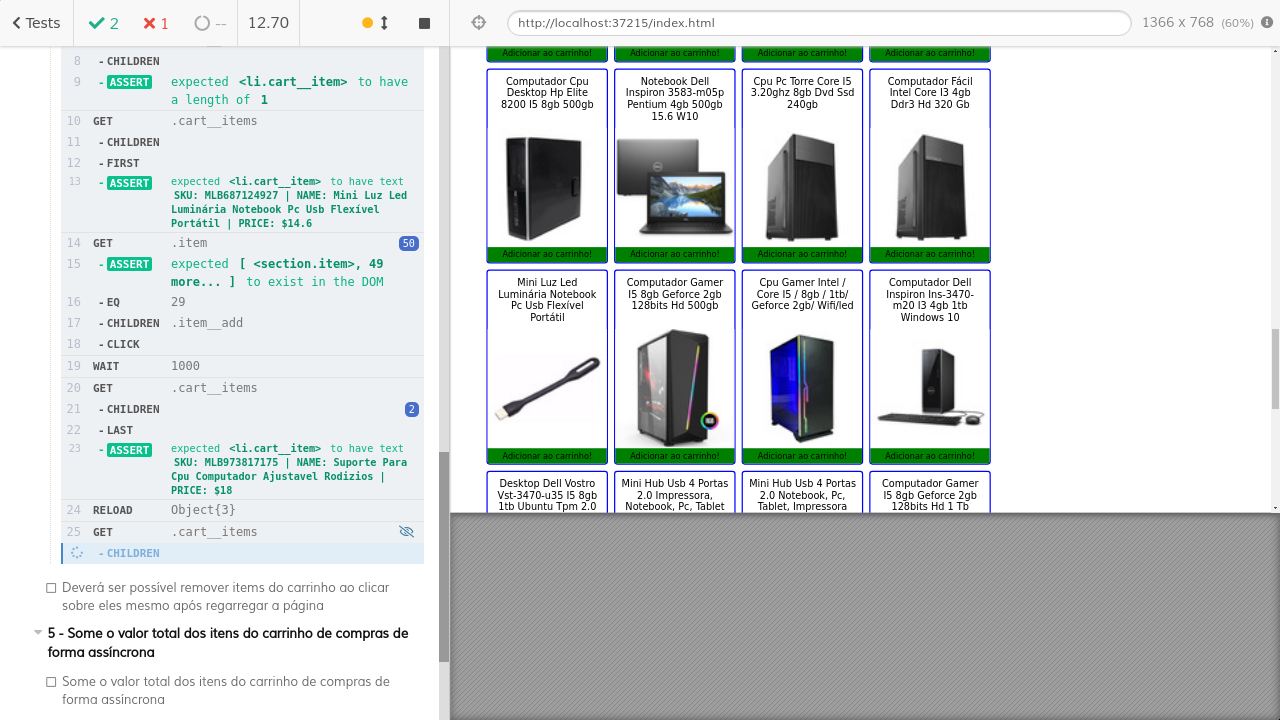 Tests
2
1
--
12.70
http://localhost:37215/index.html
1366 x 768 (60%)
8 - CHILDREN
9 - ASSERT expected <li.cart__item> to have
a length of 1
10 GET .cart__items
11 - CHILDREN
12 - FIRST
13 - ASSERT expected <li.cart__item> to have text
SKU: MLB687124927 | NAME: Mini Luz Led
Luminária Notebook Pc Usb Flexível
Portátil | PRICE: $14.6
14 GET .item 50
15 - ASSERT expected [ <section.item>, 49
more... ] to exist in the DOM
16 - EQ 29
17 - CHILDREN .item__add
18 - CLICK
19 WAIT 1000
20 GET .cart__items
21 - CHILDREN 2
22 - LAST
23 - ASSERT expected <li.cart__item> to have text
SKU: MLB973817175 | NAME: Suporte Para
Cpu Computador Ajustavel Rodizios |
PRICE: $18
24 RELOAD Object{3}
25 GET .cart__items
- CHILDREN
Deverá ser possível remover items do carrinho ao clicar
sobre eles mesmo após regarregar a página
5 - Some o valor total dos itens do carrinho de compras de
forma assíncrona
Some o valor total dos itens do carrinho de compras de
forma assíncrona
Adicionar ao carrinho!
Adicionar ao carrinho!
Adicionar ao carrinho!
Adicionar ao carrinho!
Computador Cpu
Desktop Hp Elite
8200 I5 8gb 500gb
Adicionar ao carrinho!
Notebook Dell
Inspiron 3583-m05p
Pentium 4gb 500gb
15.6 W10
Adicionar ao carrinho!
Cpu Pc Torre Core I5
3.20ghz 8gb Dvd Ssd
240gb
Adicionar ao carrinho!
Computador Fácil
Intel Core I3 4gb
Ddr3 Hd 320 Gb
Adicionar ao carrinho!
Mini Luz Led
Luminária Notebook
Pc Usb Flexível
Portátil
Adicionar ao carrinho!
Computador Gamer
I5 8gb Geforce 2gb
128bits Hd 500gb
Adicionar ao carrinho!
Cpu Gamer Intel /
Core I5 / 8gb / 1tb/
Geforce 2gb/ Wifi/led
Adicionar ao carrinho!
Computador Dell
Inspiron Ins-3470-
m20 I3 4gb 1tb
Windows 10
Adicionar ao carrinho!
Desktop Dell Vostro
Vst-3470-u35 I5 8gb
1tb Ubuntu Tpm 2.0
Mini Hub Usb 4 Portas
2.0 Impressora,
Notebook, Pc, Tablet
Mini Hub Usb 4 Portas
2.0 Notebook, Pc,
Tablet, Impressora
Computador Gamer
I5 8gb Geforce 2gb
128bits Hd 1 Tb